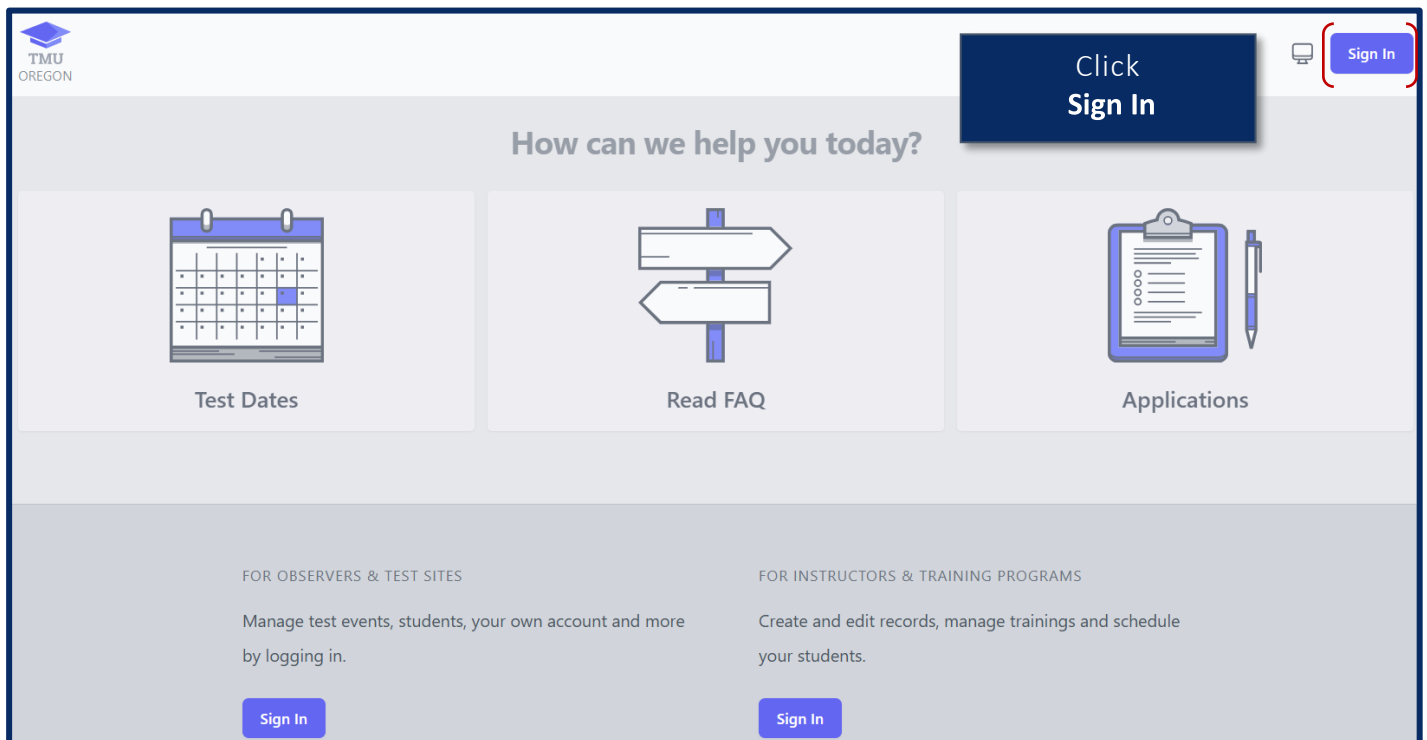 TMU
OREGON
Click
Sign In
Sign In
How can we help you today?
Test Dates
Read FAQ
Applications
FOR OBSERVERS & TEST SITES
Manage test events, students, your own account and more
by logging in.
Sign In
FOR INSTRUCTORS & TRAINING PROGRAMS
Create and edit records, manage trainings and schedule
your students.
Sign In